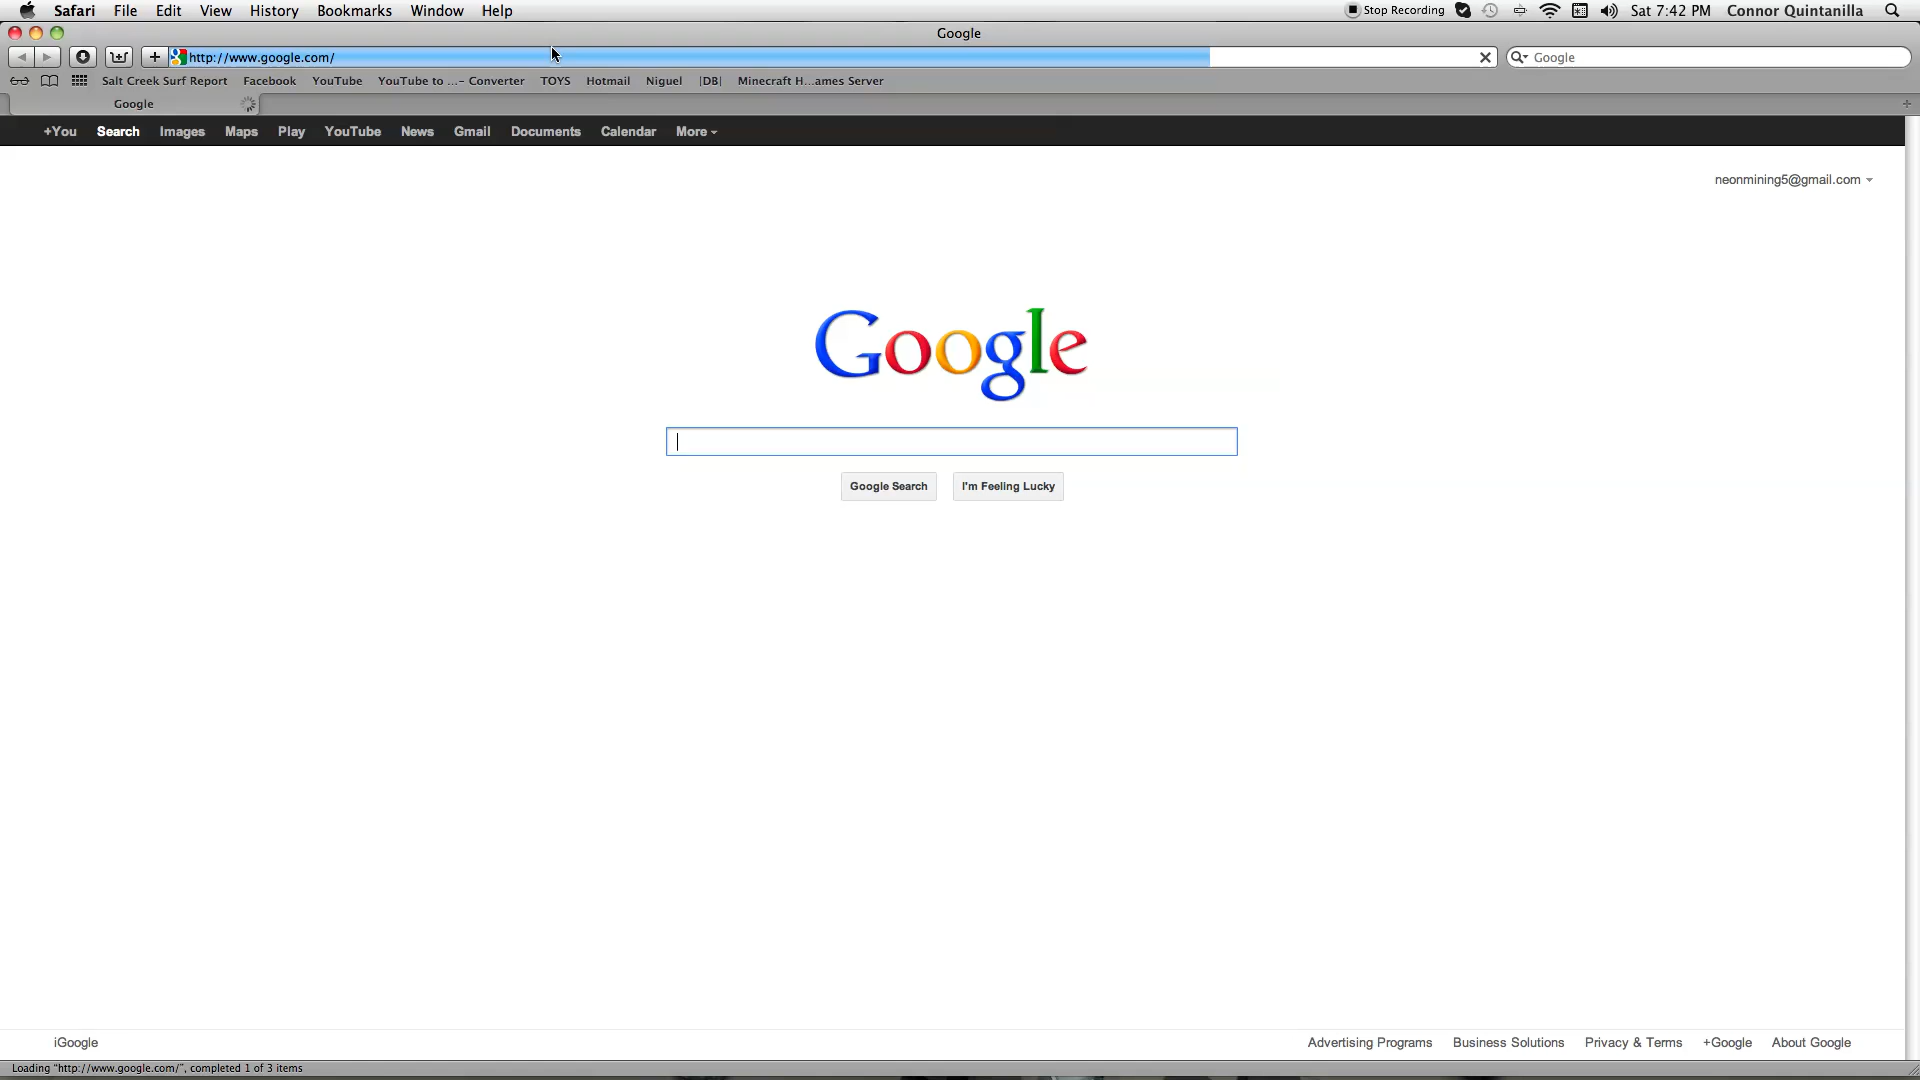 Safari File Edit View History Bookmarks Window Help Stop Recording Sat 7:42 PM Connor Quintanilla
Google
http://www.google.com/ Google
Salt Creek Surf Report Facebook YouTube YouTube to ...- Converter TOYS Hotmail Niguel |DB| Minecraft H...ames Server
Google
+You Search Images Maps Play YouTube News Gmail Documents Calendar More
neonmining5@gmail.com
Google
Google Search I'm Feeling Lucky
iGoogle Advertising Programs Business Solutions Privacy & Terms +Google About Google
Loading "http://www.google.com/", completed 1 of 3 items